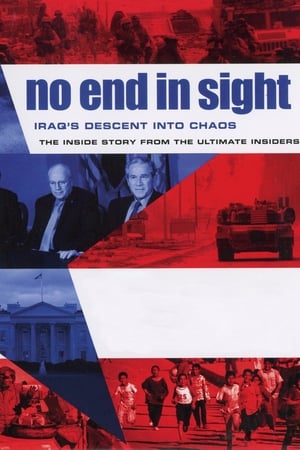 no end in sight
IRAQ'S DESCENT INTO CHAOS
THE INSIDE STORY FROM THE ULTIMATE INSIDERS